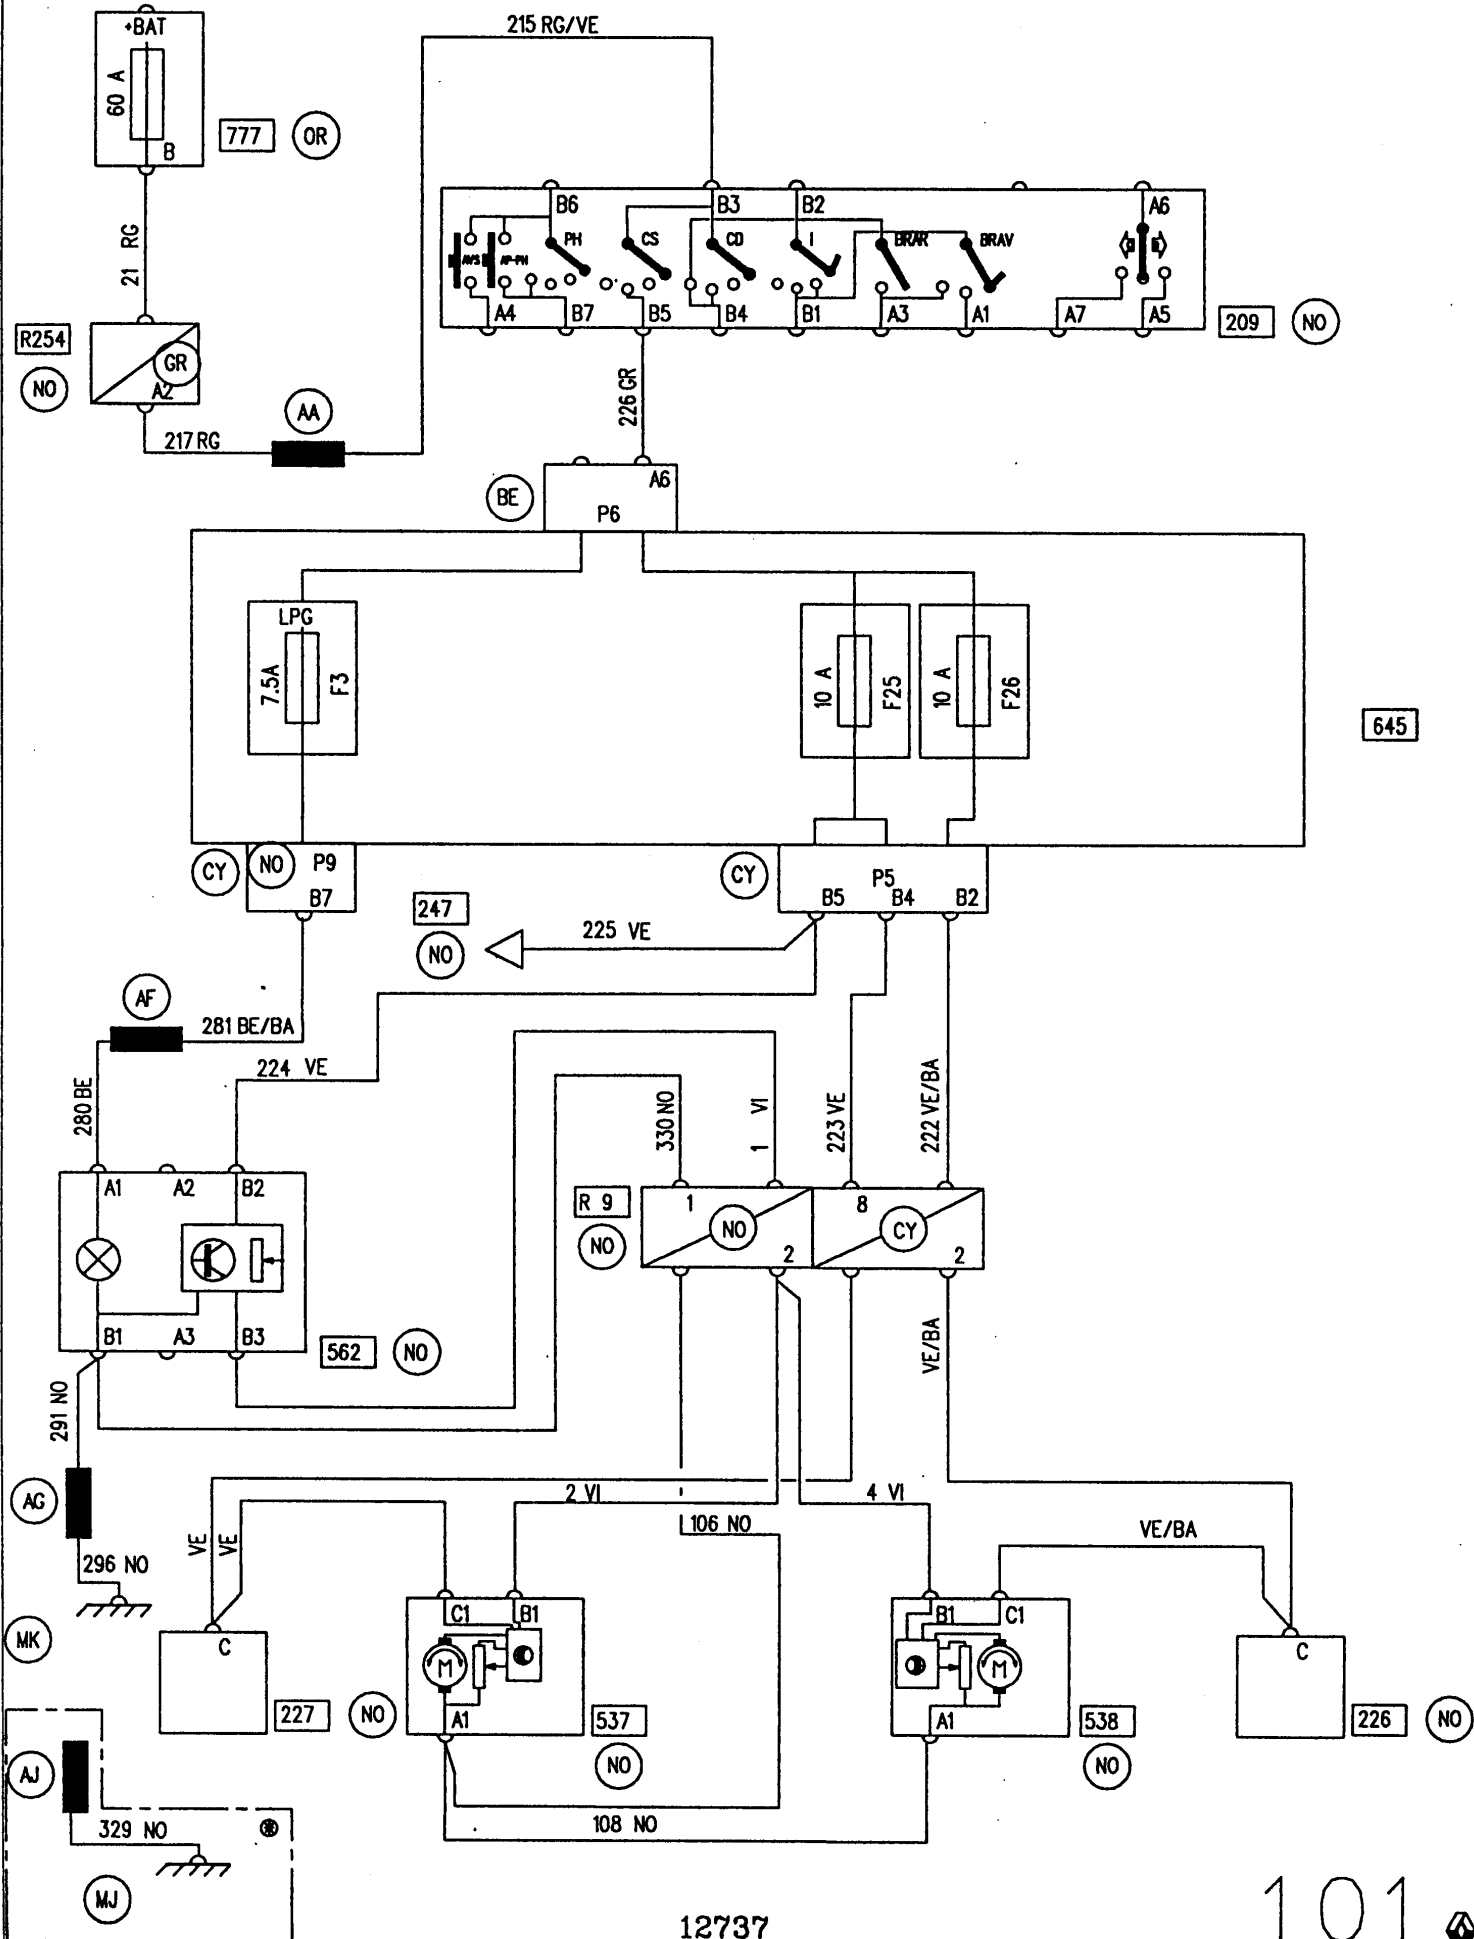 215 RG/VE
+BAT
60 A
B
777
OR
21 RG
B6
B3
B2
A6
PH
CS
CD
I
BRAR
BRAV
AVS
AP-PH
A4
B7
B5
B4
B1
A3
A1
A7
A5
209
NO
R254
NO
GR
A2
AA
217 RG
226 GR
BE
A6
P6
LPG
7.5A
F3
10 A
F25
10 A
F26
645
CY
NO
P9
B7
CY
P5
B5
B4
B2
247
NO
225 VE
AF
281 BE/BA
224 VE
280 BE
330 NO
1 VI
223 VE
222 VE/BA
A1
A2
B2
R 9
NO
1
NO
2
8
CY
2
B1
A3
B3
562
NO
VE/BA
291 NO
AG
2 VI
4 VI
106 NO
VE
VE
VE/BA
296 NO
MK
C
227
NO
C1
B1
M
A1
537
NO
B1
C1
M
A1
538
NO
C
226
NO
AJ
329 NO
108 NO
MJ
12737
101